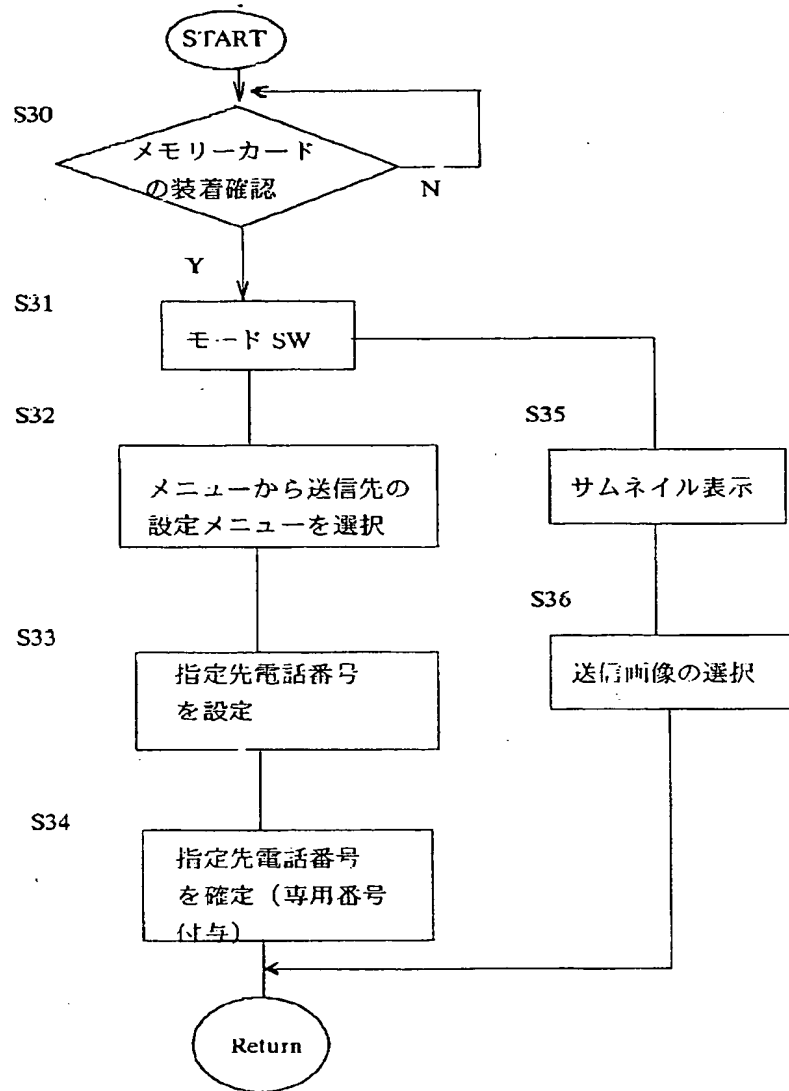 START
S30
メモリーカード
の装着確認
N
Y
S31
モード SW
S32
メニューから送信先の
設定メニューを選択
S33
指定先電話番号
を設定
S34
指定先電話番号
を確定（専用番号
付与）
S35
サムネイル表示
S36
送信画像の選択
Return